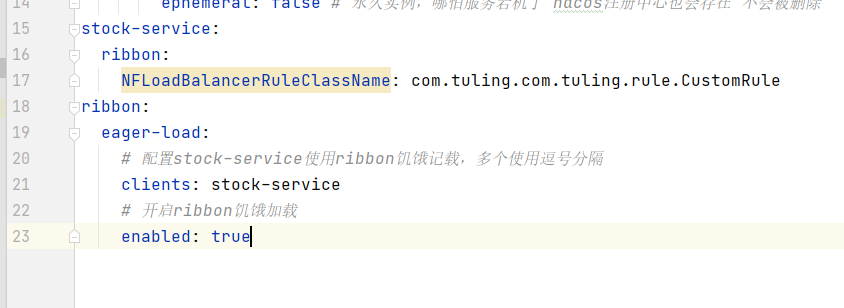 14 ephemeral: false # 永久实例，哪怕服务宕机了 nacos注册中心也会存在 不会被删除
15 stock-service:
16 ribbon:
17 NFLoadBalancerRuleClassName: com.tuling.com.tuling.rule.CustomRule
18 ribbon:
19 eager-load:
20 # 配置stock-service使用ribbon饥饿记载，多个使用逗号分隔
21 clients: stock-service
22 # 开启ribbon饥饿加载
23 enabled: true